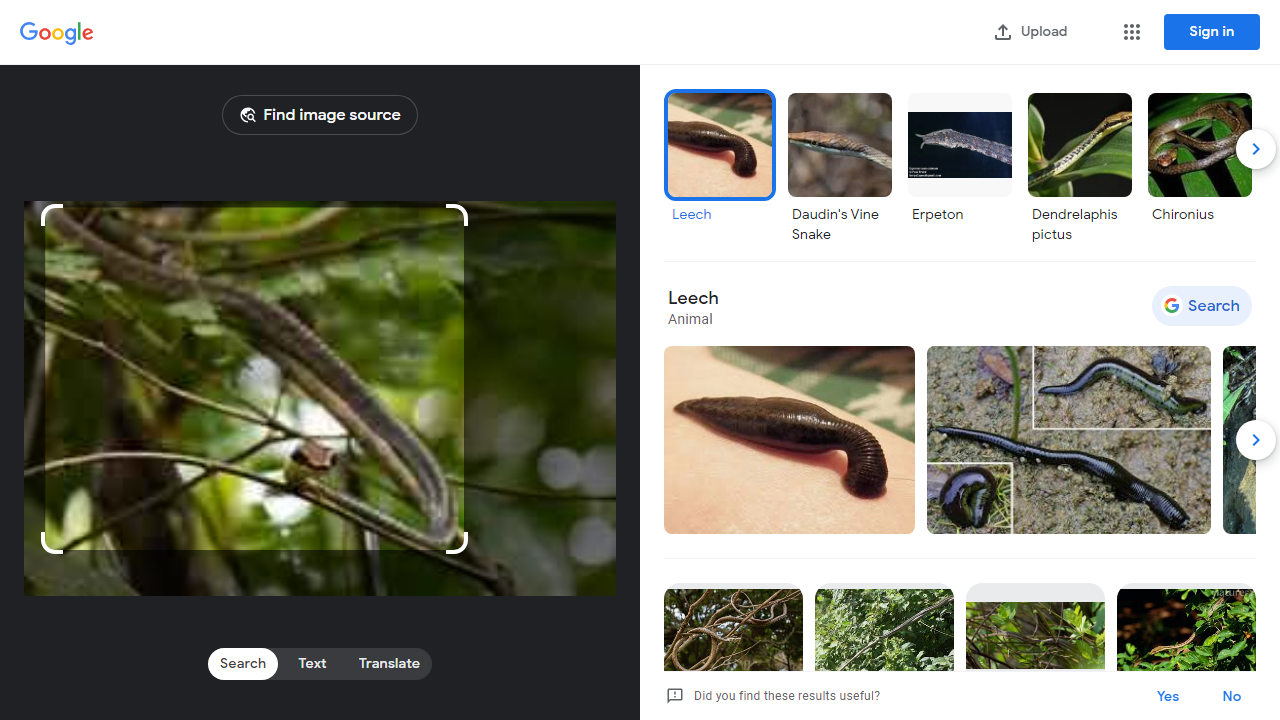 Google
Upload
Sign in
Find image source
Leech
Daudin's Vine
Snake
Erpeton
Dendrelaphis
pictus
Chironius
Leech
Animal
Search
Search
Text
Translate
Did you find these results useful?
Yes
No